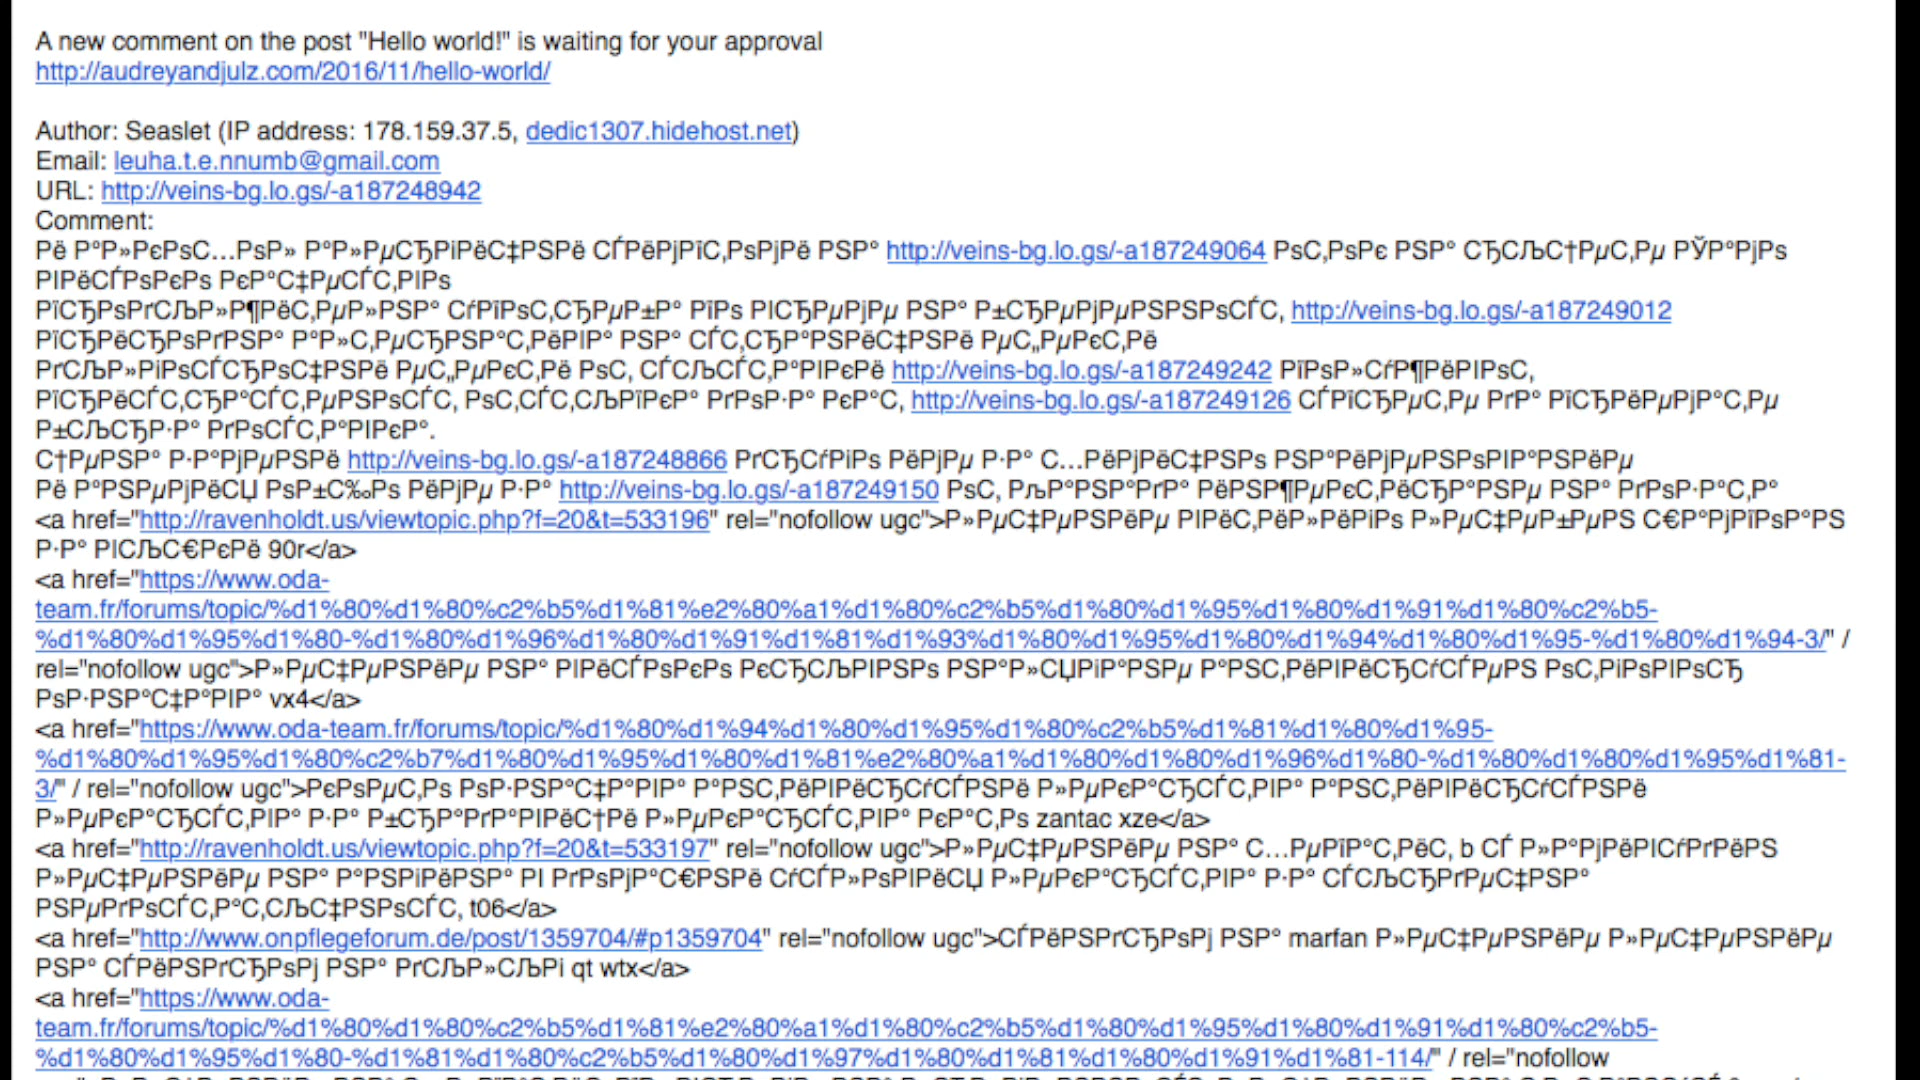 A new comment on the post "Hello world!" is waiting for your approval
http://audreyandjulz.com/2016/11/hello-world/
Author: Seaslet (IP address: 178.159.37.5, dedic1307.hidehost.net)
Email: leuha.t.e.nnumb@gmail.com
URL: http://veins-bg.lo.gs/-a187248942
Comment:
Рё Р°Р»РєРѕС…РѕР» Р°Р»РµСЂРіРёС‡РЅРё СЃРёРјРїС‚РѕРјРё РЅР° http://veins-bg.lo.gs/-a187249064 РѕС‚РѕРє РЅР° СЂСЉС†РµС‚Рµ РЎР°РјРѕ
РІРёСЃРѕРєРѕ РєР°С‡РµСЃС‚РІРѕ
РїСЂРѕРґСЉР»Р¶РёС‚РµР»РЅР° СѓРїРѕС‚СЂРµР±Р° РїРѕ РІСЂРµРјРµ РЅР° Р±СЂРµРјРµРЅРЅРѕСЃС‚ http://veins-bg.lo.gs/-a187249012
РїСЂРёСЂРѕРґРЅР° Р°Р»С‚РµСЂРЅР°С‚РёРІР° РЅР° СЃС‚СЂР°РЅРёС‡РЅРё РµС„РµРєС‚Рё
РґСЉР»РіРѕСЃСЂРѕС‡РЅРё РµС„РµРєС‚Рё РѕС‚ СЃСЉСЃС‚Р°РІРєРё http://veins-bg.lo.gs/-a187249242 РїРѕР»СѓР¶РёРІРѕС‚
РїСЂРёСЃС‚СЂР°СЃС‚РµРЅРѕСЃС‚ РѕС‚СЃС‚СЉРїРєР° РґРѕР·Р° РєР°С‚ http://veins-bg.lo.gs/-a187249126 СЃРїСЂРµС‚Рµ РґР° РїСЂРёРµРјР°С‚Рµ
Р±СЉСЂР·Р° РґРѕСЃС‚Р°РІРєР°.
С†РµРЅР° Р·Р°РјРµРЅРё http://veins-bg.lo.gs/-a187248866 РґСЂСѓРіРѕ РёРјРµ Р·Р° С…РёРјРёС‡РЅРѕ РЅР°РёРјРµРЅРѕРІР°РЅРёРµ
Рё Р°РЅРµРјРёСЏ РѕР±С‰Рѕ РёРјРµ Р·Р° http://veins-bg.lo.gs/-a187249150 РѕС‚ РљР°РЅР°РґР° РёРЅР¶РµРєС‚РёСЂР°РЅРµ РЅР° РґРѕР·Р°С‚Р°
<a href="http://ravenholdt.us/viewtopic.php?f=20&t=533196" rel="nofollow ugc">Р»РµС‡РµРЅРёРµ РІРёС‚РёР»РёРіРѕ Р»РµС‡РµР±РµРЅ С€Р°РјРїРѕР°РЅ
Р·Р° РІСЉС€РєРё 90r</a>
<a href="https://www.oda-
team.fr/forums/topic/%d1%80%d1%80%c2%b5%d1%81%e2%80%a1%d1%80%c2%b5%d1%80%d1%95%d1%80%d1%91%d1%80%c2%b5-
%d1%80%d1%95%d1%80-%d1%80%d1%96%d1%80%d1%91%d1%81%d1%93%d1%80%d1%95%d1%80%d1%94%d1%80%d1%95-%d1%80%d1%94-3/" /
rel="nofollow ugc">Р»РµС‡РµРЅРёРµ РЅР° РІРёСЃРѕРєРѕ РєСЂСЉРІРЅРѕ РЅР°Р»СЏРіР°РЅРµ Р°РЅС‚РёРІРёСЂСѓСЃРµРЅ РѕС‚РіРѕРІРѕСЂ
РѕР·РЅР°С‡Р°РІР° vx4</a>
<a href="https://www.oda-team.fr/forums/topic/%d1%80%d1%94%d1%80%d1%95%d1%80%c2%b5%d1%81%d1%80%d1%95-
%d1%80%d1%95%d1%80%c2%b7%d1%80%d1%95%d1%80%d1%81%e2%80%a1%d1%80%d1%80%d1%96%d1%80-%d1%80%d1%80%d1%95%d1%81-
3/" / rel="nofollow ugc">РєРѕРµС‚Рѕ РѕР·РЅР°С‡Р°РІР° Р°РЅС‚РёРІРёСЂСѓСЃРЅРё Р»РµРєР°СЂСЃС‚РІР° Р°РЅС‚РёРІРёСЂСѓСЃРЅРё
Р»РµРєР°СЂСЃС‚РІР° Р·Р° Р±СЂР°РґР°РІРёС†Рё Р»РµРєР°СЂСЃС‚РІР° РєР°С‚Рѕ zantac xze</a>
<a href="http://ravenholdt.us/viewtopic.php?f=20&t=533197" rel="nofollow ugc">Р»РµС‡РµРЅРёРµ РЅР° С…РµРїР°С‚РёС‚ b СЃ Р»Р°РјРёРІСѓРґРёРЅ
Р»РµС‡РµРЅРёРµ РЅР° Р°РЅРіРёРЅР° РІ РґРѕРјР°С€РЅРё СѓСЃР»РѕРІРёСЏ Р»РµРєР°СЂСЃС‚РІР° Р·Р° СЃСЉСЂРґРµС‡РЅР°
РЅРµРґРѕСЃС‚Р°С‚СЉС‡РЅРѕСЃС‚ t06</a>
<a href="http://www.onpflegeforum.de/post/1359704/#p1359704" rel="nofollow ugc">СЃРёРЅРґСЂРѕРј РЅР° marfan Р»РµС‡РµРЅРёРµ Р»РµС‡РµРЅРёРµ
РЅР° СЃРёРЅРґСЂРѕРј РЅР° РґСЉР»СЉРі qt wtx</a>
<a href="https://www.oda-
team.fr/forums/topic/%d1%80%d1%80%c2%b5%d1%81%e2%80%a1%d1%80%c2%b5%d1%80%d1%95%d1%80%d1%91%d1%80%c2%b5-
%d1%80%d1%95%d1%80-%d1%81%d1%80%c2%b5%d1%80%d1%97%d1%80%d1%81%d1%80%d1%91%d1%81-114/" / rel="nofollow